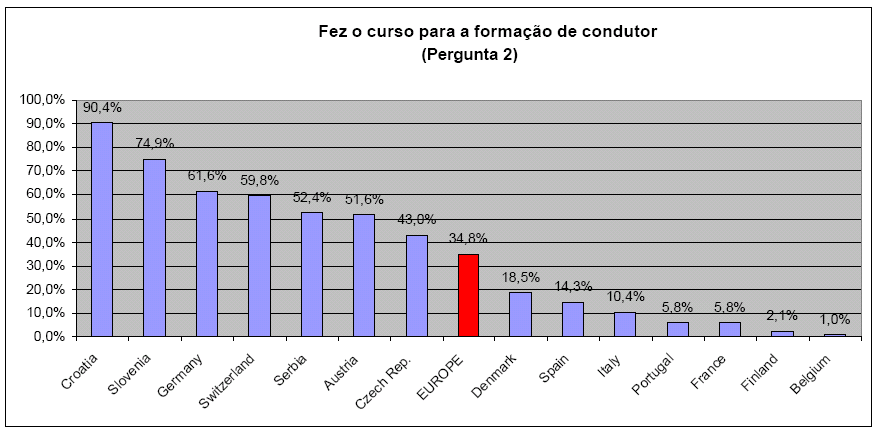 Fez o curso para a formação de condutor
(Pergunta 2)
100,0%
90,0%
80,0%
70,0%
60,0%
50,0%
40,0%
30,0%
20,0%
10,0%
0,0%
90,4%
74,9%
61,6%
59,8%
52,4%
51,6%
43,0%
34,8%
18,5%
14,3%
10,4%
5,8%
5,8%
2,1%
1,0%
Croatia
Slovenia
Germany
Switzerland
Serbia
Austria
Czech Rep.
EUROPE
Denmark
Spain
Italy
Portugal
France
Finland
Belgium